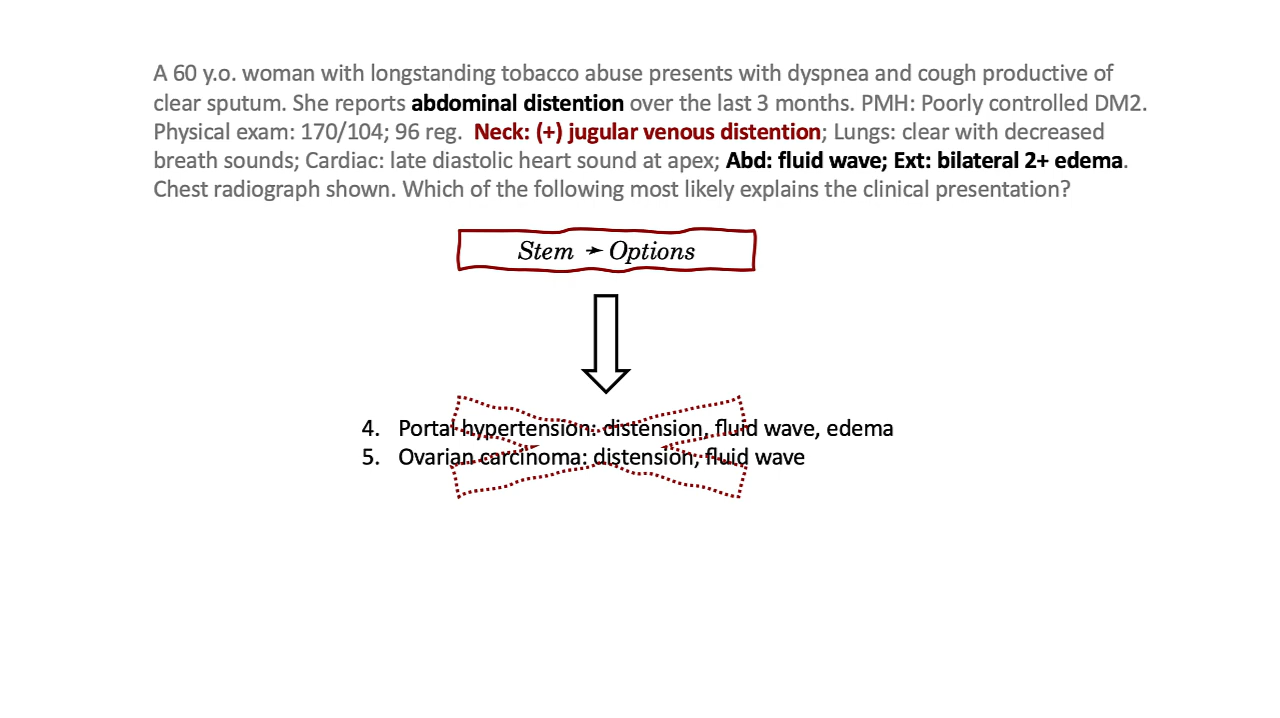 A 60 y.o. woman with longstanding tobacco abuse presents with dyspnea and cough productive of
clear sputum. She reports abdominal distention over the last 3 months. PMH: Poorly controlled DM2.
Physical exam: 170/104; 96 reg. Neck: (+) jugular venous distention; Lungs: clear with decreased
breath sounds; Cardiac: late diastolic heart sound at apex; Abd: fluid wave; Ext: bilateral 2+ edema.
Chest radiograph shown. Which of the following most likely explains the clinical presentation?
Stem ➛ Options
4. Portal hypertension: distension, fluid wave, edema
5. Ovarian carcinoma: distension, fluid wave